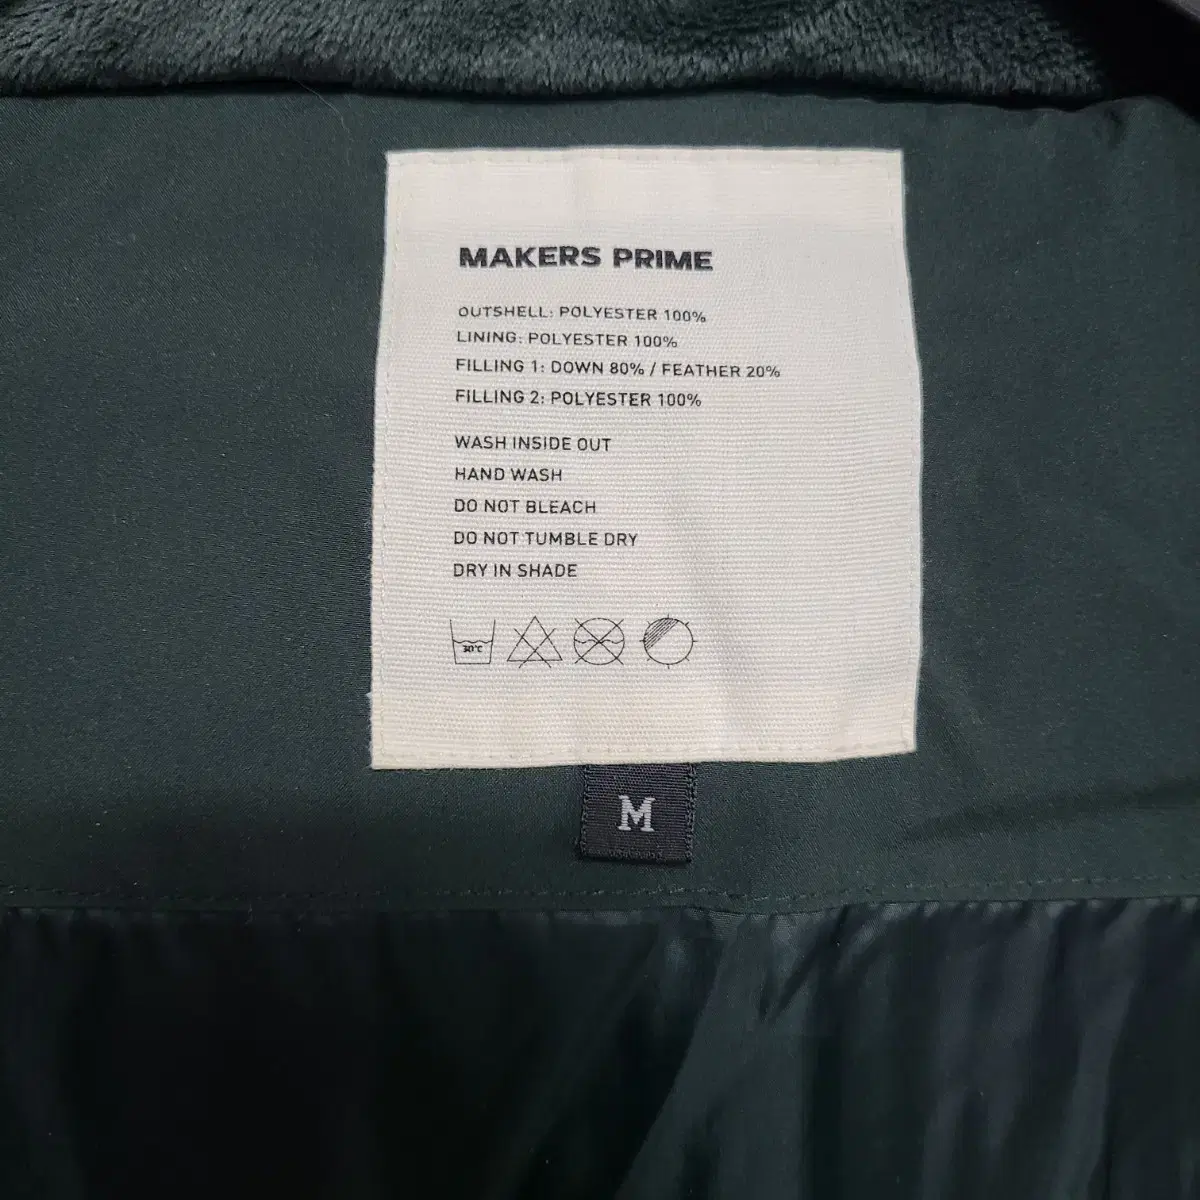 MAKERS PRIME
OUTSHELL: POLYESTER 100%
LINING: POLYESTER 100%
FILLING 1: DOWN 80% / FEATHER 20%
FILLING 2: POLYESTER 100%
WASH INSIDE OUT
HAND WASH
DO NOT BLEACH
DO NOT TUMBLE DRY
DRY IN SHADE
30°C
M